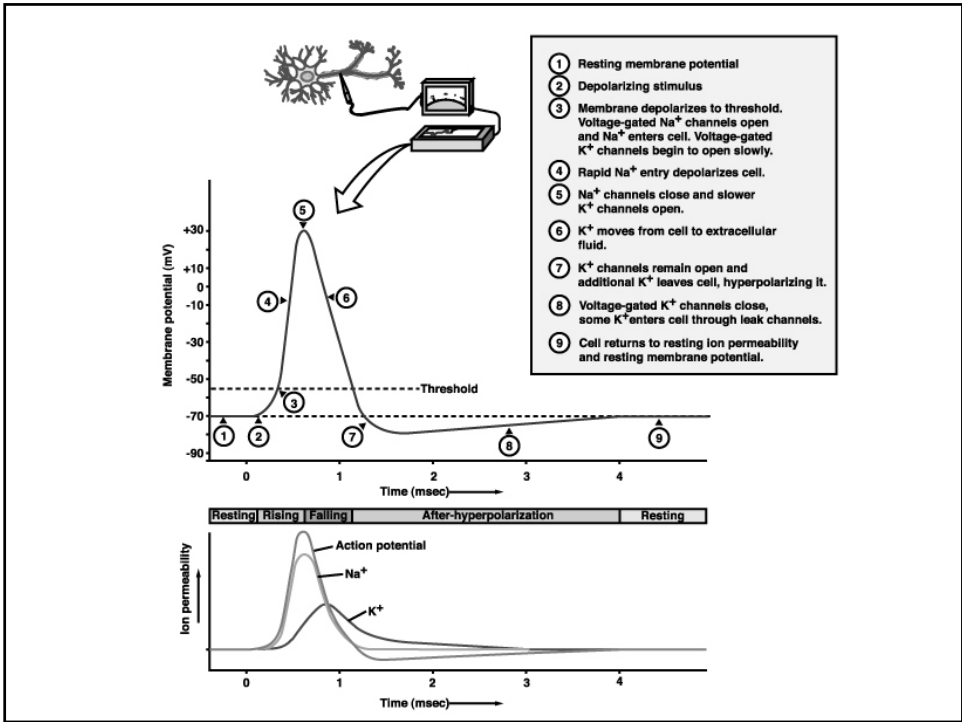 ① Resting membrane potential
② Depolarizing stimulus
③ Membrane depolarizes to threshold.
Voltage-gated Na⁺ channels open
and Na⁺ enters cell. Voltage-gated
K⁺ channels begin to open slowly.
④ Rapid Na⁺ entry depolarizes cell.
⑤ Na⁺ channels close and slower
K⁺ channels open.
⑥ K⁺ moves from cell to extracellular
fluid.
⑦ K⁺ channels remain open and
additional K⁺ leaves cell, hyperpolarizing it.
⑧ Voltage-gated K⁺ channels close,
some K⁺enters cell through leak channels.
⑨ Cell returns to resting ion permeability
and resting membrane potential.
Membrane potential (mV)
+30
+10
0
-10
-30
-50
-70
-90
⑤
④
⑥
Threshold
③
①
②
⑦
⑧
⑨
0 1 2 3 4
Time (msec)
Resting Rising Falling After-hyperpolarization Resting
Ion permeability
Action potential
Na⁺
K⁺
0 1 2 3 4
Time (msec)